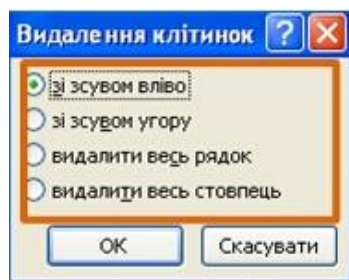 Видалення клітинок
зі зсувом вліво
зі зсувом угору
видалити весь рядок
видалити весь стовпець
ОК
Скасувати